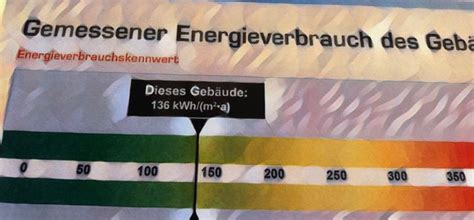 Gemessener Energieverbrauch des Gebä
Energieverbrauchskennwert
Dieses Gebäude:
136 kWh/(m²•a)
0 50 100 150 200 250 300 350